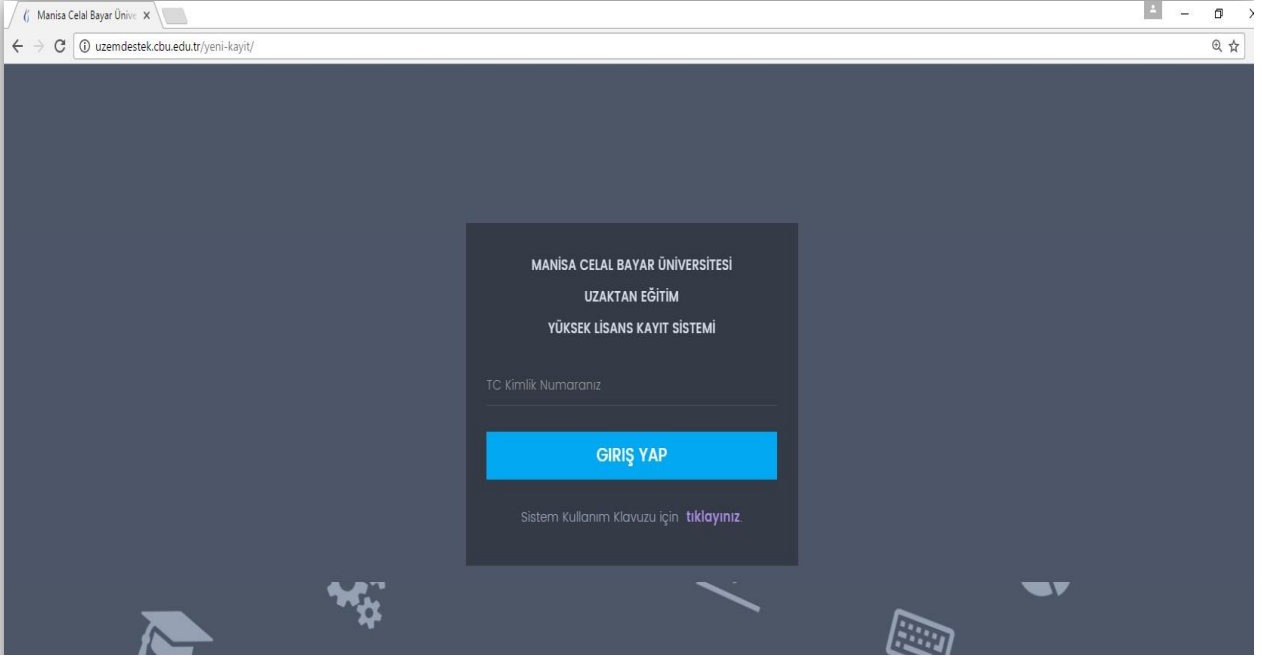 Manisa Celal Bayar Ünive
uzemdestek.cbu.edu.tr/yeni-kayit/
MANİSA CELAL BAYAR ÜNİVERSİTESİ
UZAKTAN EĞİTİM
YÜKSEK LİSANS KAYIT SİSTEMİ
TC Kimlik Numaranız
GIRIŞ YAP
Sistem Kullanım Klavuzu için tıklayınız.